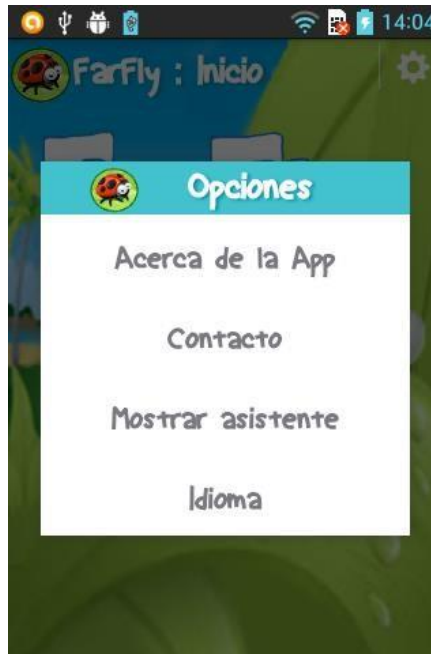 14:04
FarFly : Inicio
Opciones
Acerca de la App
Contacto
Mostrar asistente
Idioma